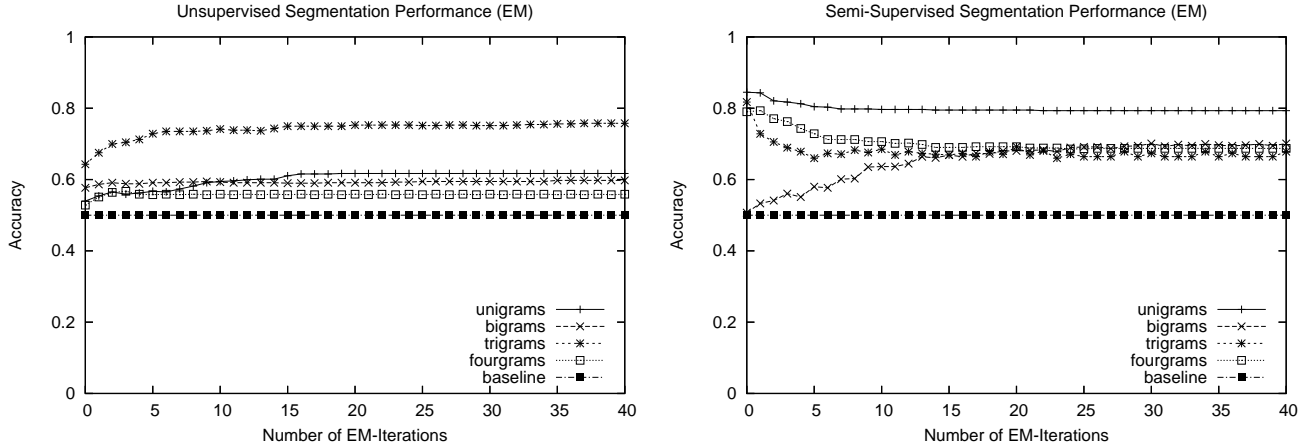 Unsupervised Segmentation Performance (EM)
1
0.8
0.6
0.4
0.2
0
Accuracy
unigrams
bigrams
trigrams
fourgrams
baseline
0 5 10 15 20 25 30 35 40
Number of EM-Iterations
Semi-Supervised Segmentation Performance (EM)
1
0.8
0.6
0.4
0.2
0
Accuracy
unigrams
bigrams
trigrams
fourgrams
baseline
0 5 10 15 20 25 30 35 40
Number of EM-Iterations